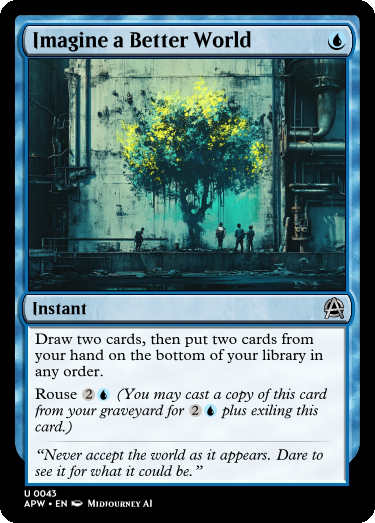 Imagine a Better World
Instant
Draw two cards, then put two cards from
your hand on the bottom of your library in
any order.
Rouse 2 (You may cast a copy of this card
from your graveyard for 2 plus exiling this
card.)
“Never accept the world as it appears. Dare to
see it for what it could be.”
U 0043
APW • EN Midjourney AI